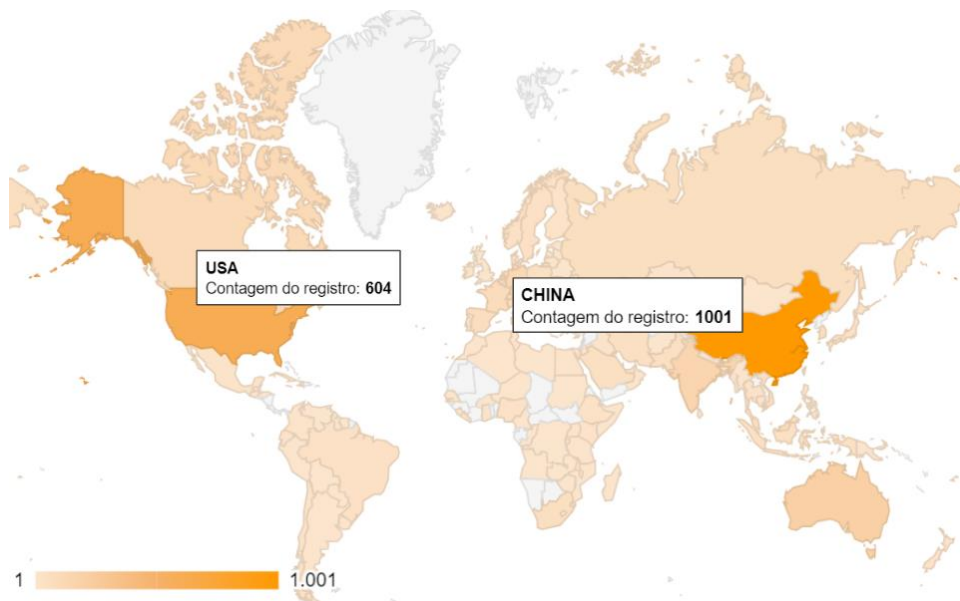 USA
Contagem do registro: 604
CHINA
Contagem do registro: 1001
1 1.001